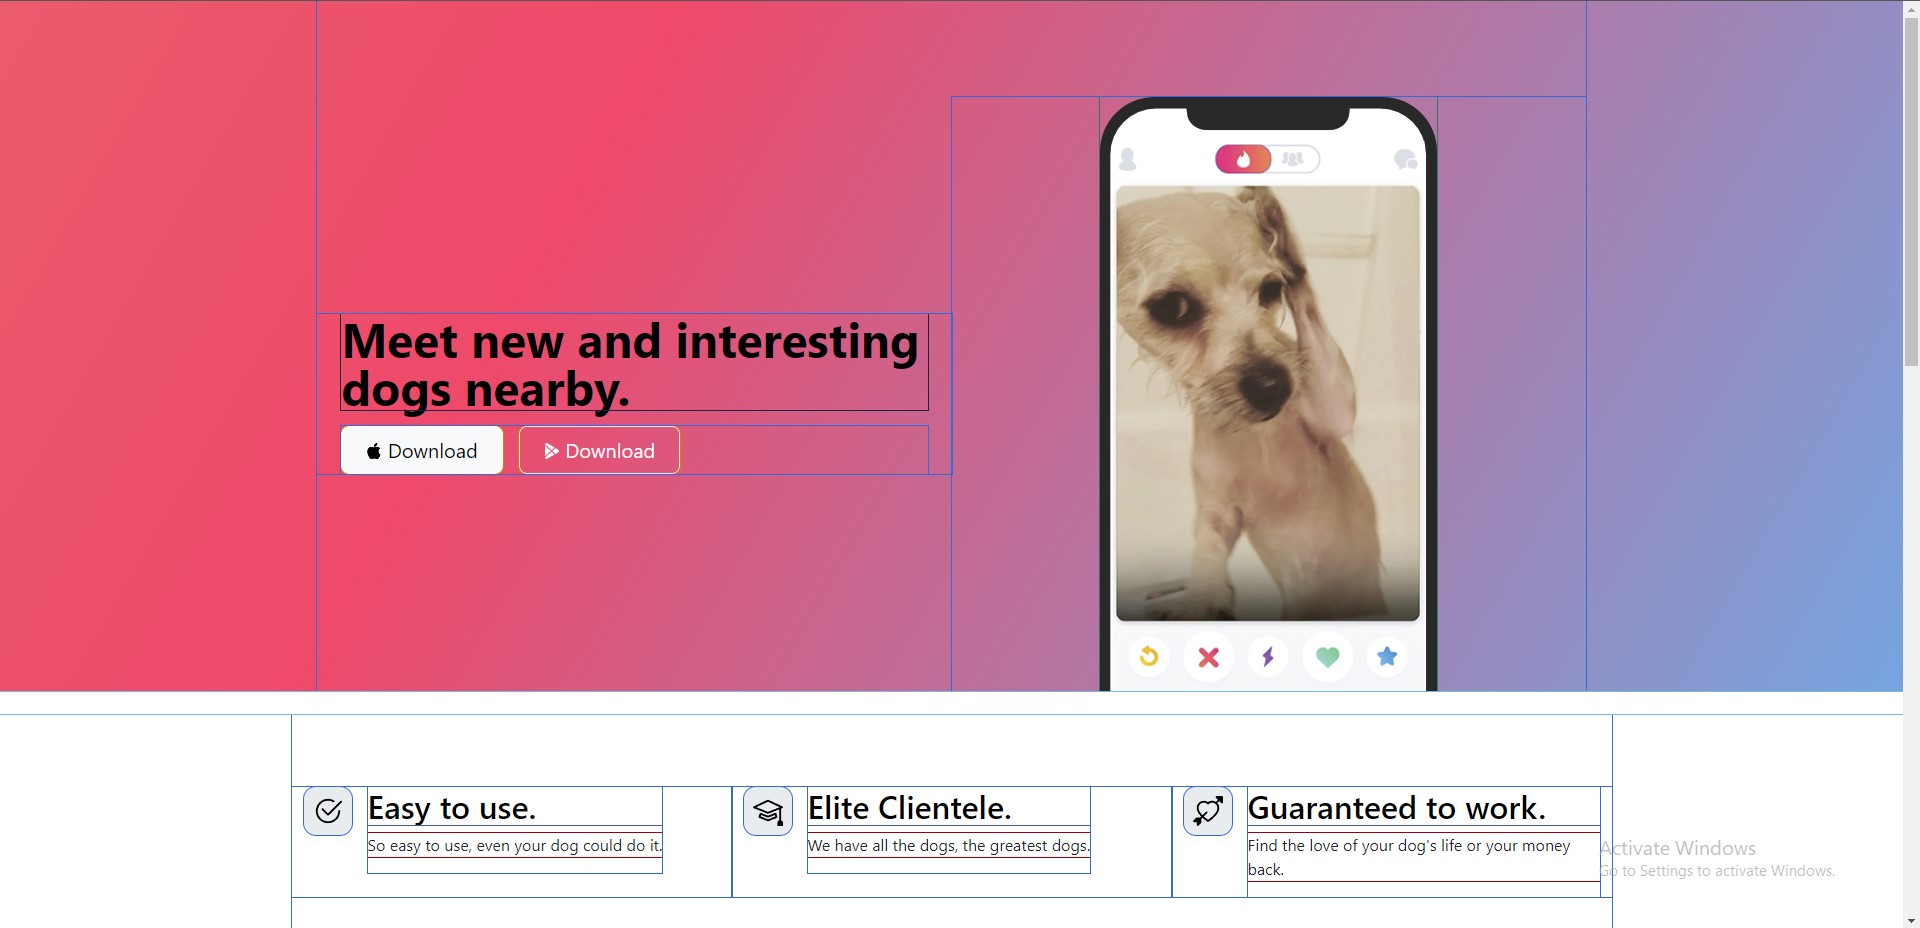 Meet new and interesting
dogs nearby.
Download
Download
Easy to use.
So easy to use, even your dog could do it.
Elite Clientele.
We have all the dogs, the greatest dogs.
Guaranteed to work.
Find the love of your dog's life or your money
back.
Activate Windows
Go to Settings to activate Windows.